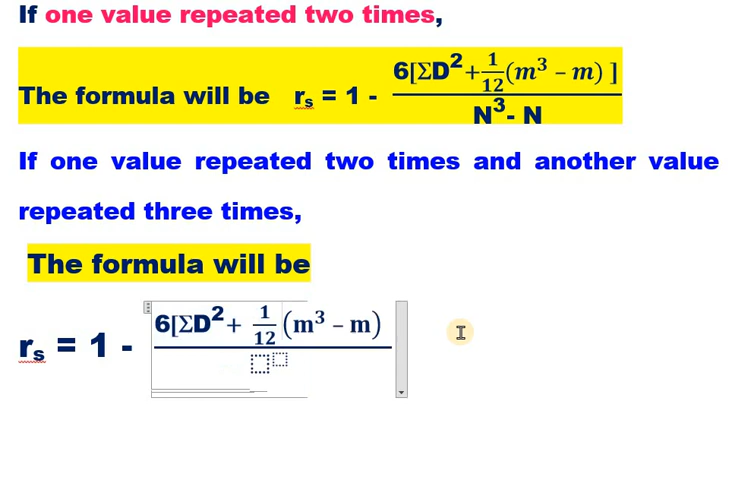 If one value repeated two times,
The formula will be rₛ = 1 - 6[ΣD²+1/12(m³ – m)] / N³- N
If one value repeated two times and another value
repeated three times,
The formula will be
rₛ = 1 - 6[ΣD²+ 1/12 (m³ – m)